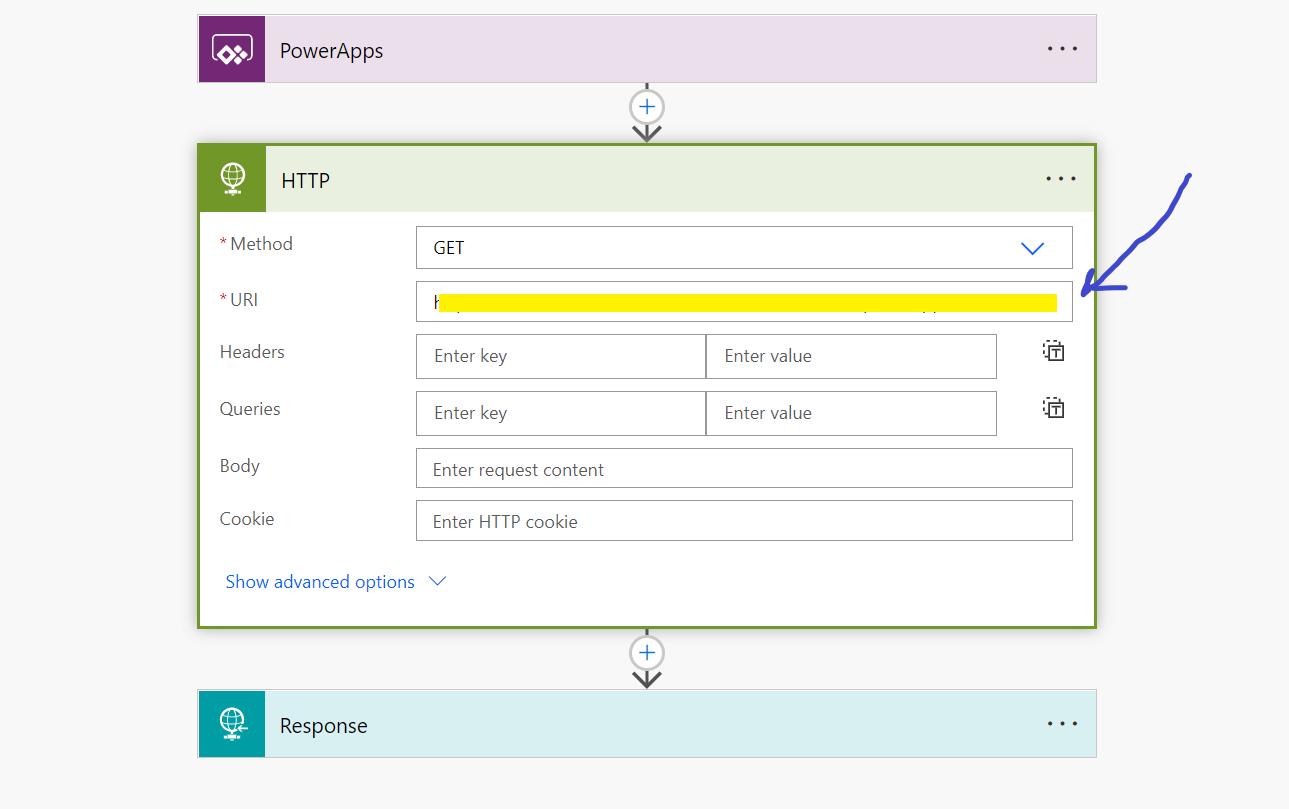 PowerApps
HTTP
* Method
GET
* URI
Headers
Enter key
Enter value
Queries
Enter key
Enter value
Body
Enter request content
Cookie
Enter HTTP cookie
Show advanced options
Response